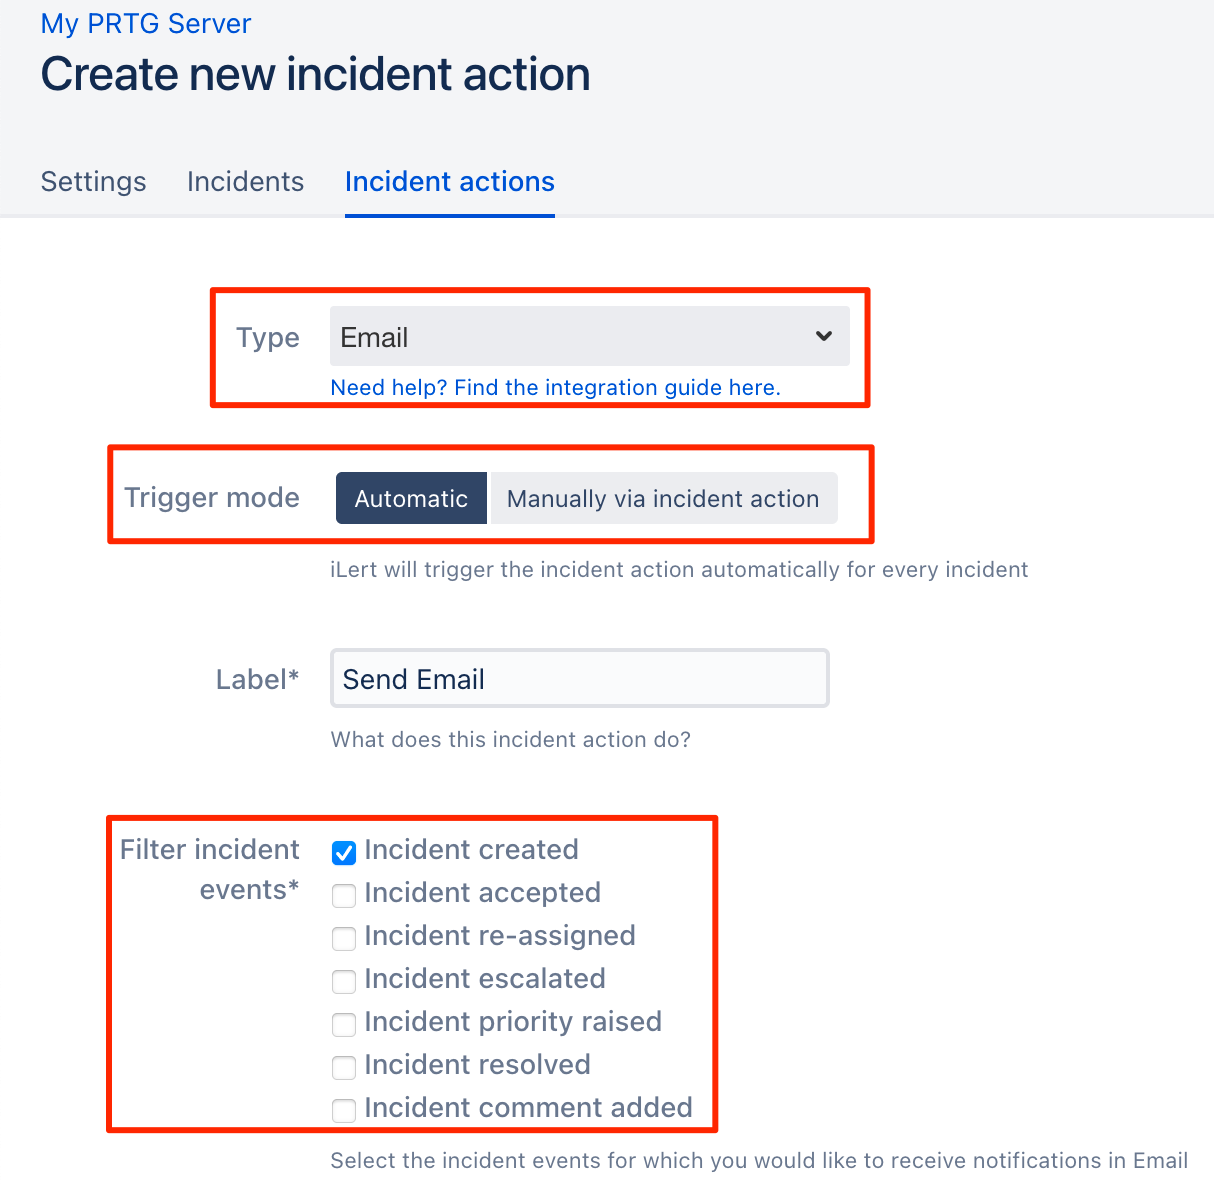 My PRTG Server
Create new incident action
Settings Incidents Incident actions
Type Email
Need help? Find the integration guide here.
Trigger mode Automatic Manually via incident action
iLert will trigger the incident action automatically for every incident
Label* Send Email
What does this incident action do?
Filter incident events*
Incident created
Incident accepted
Incident re-assigned
Incident escalated
Incident priority raised
Incident resolved
Incident comment added
Select the incident events for which you would like to receive notifications in Email